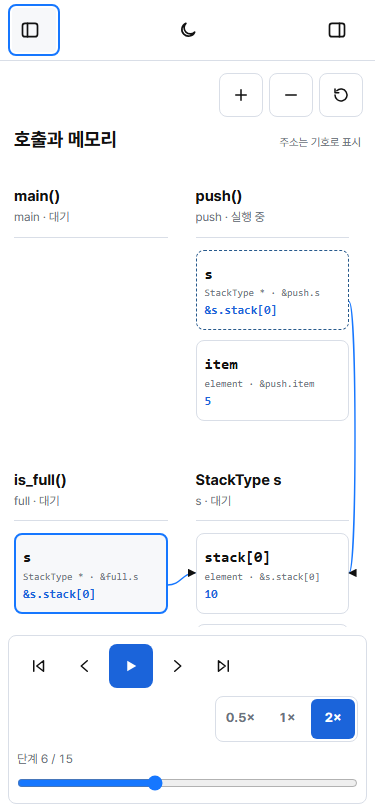 호출과 메모리
주소는 기호로 표시
main()
main · 대기
push()
push · 실행 중
s
StackType * · &push.s
&s.stack[0]
item
element · &push.item
5
is_full()
full · 대기
StackType s
s · 대기
s
StackType * · &full.s
&s.stack[0]
stack[0]
element · &s.stack[0]
10
0.5×
1×
2×
단계 6 / 15